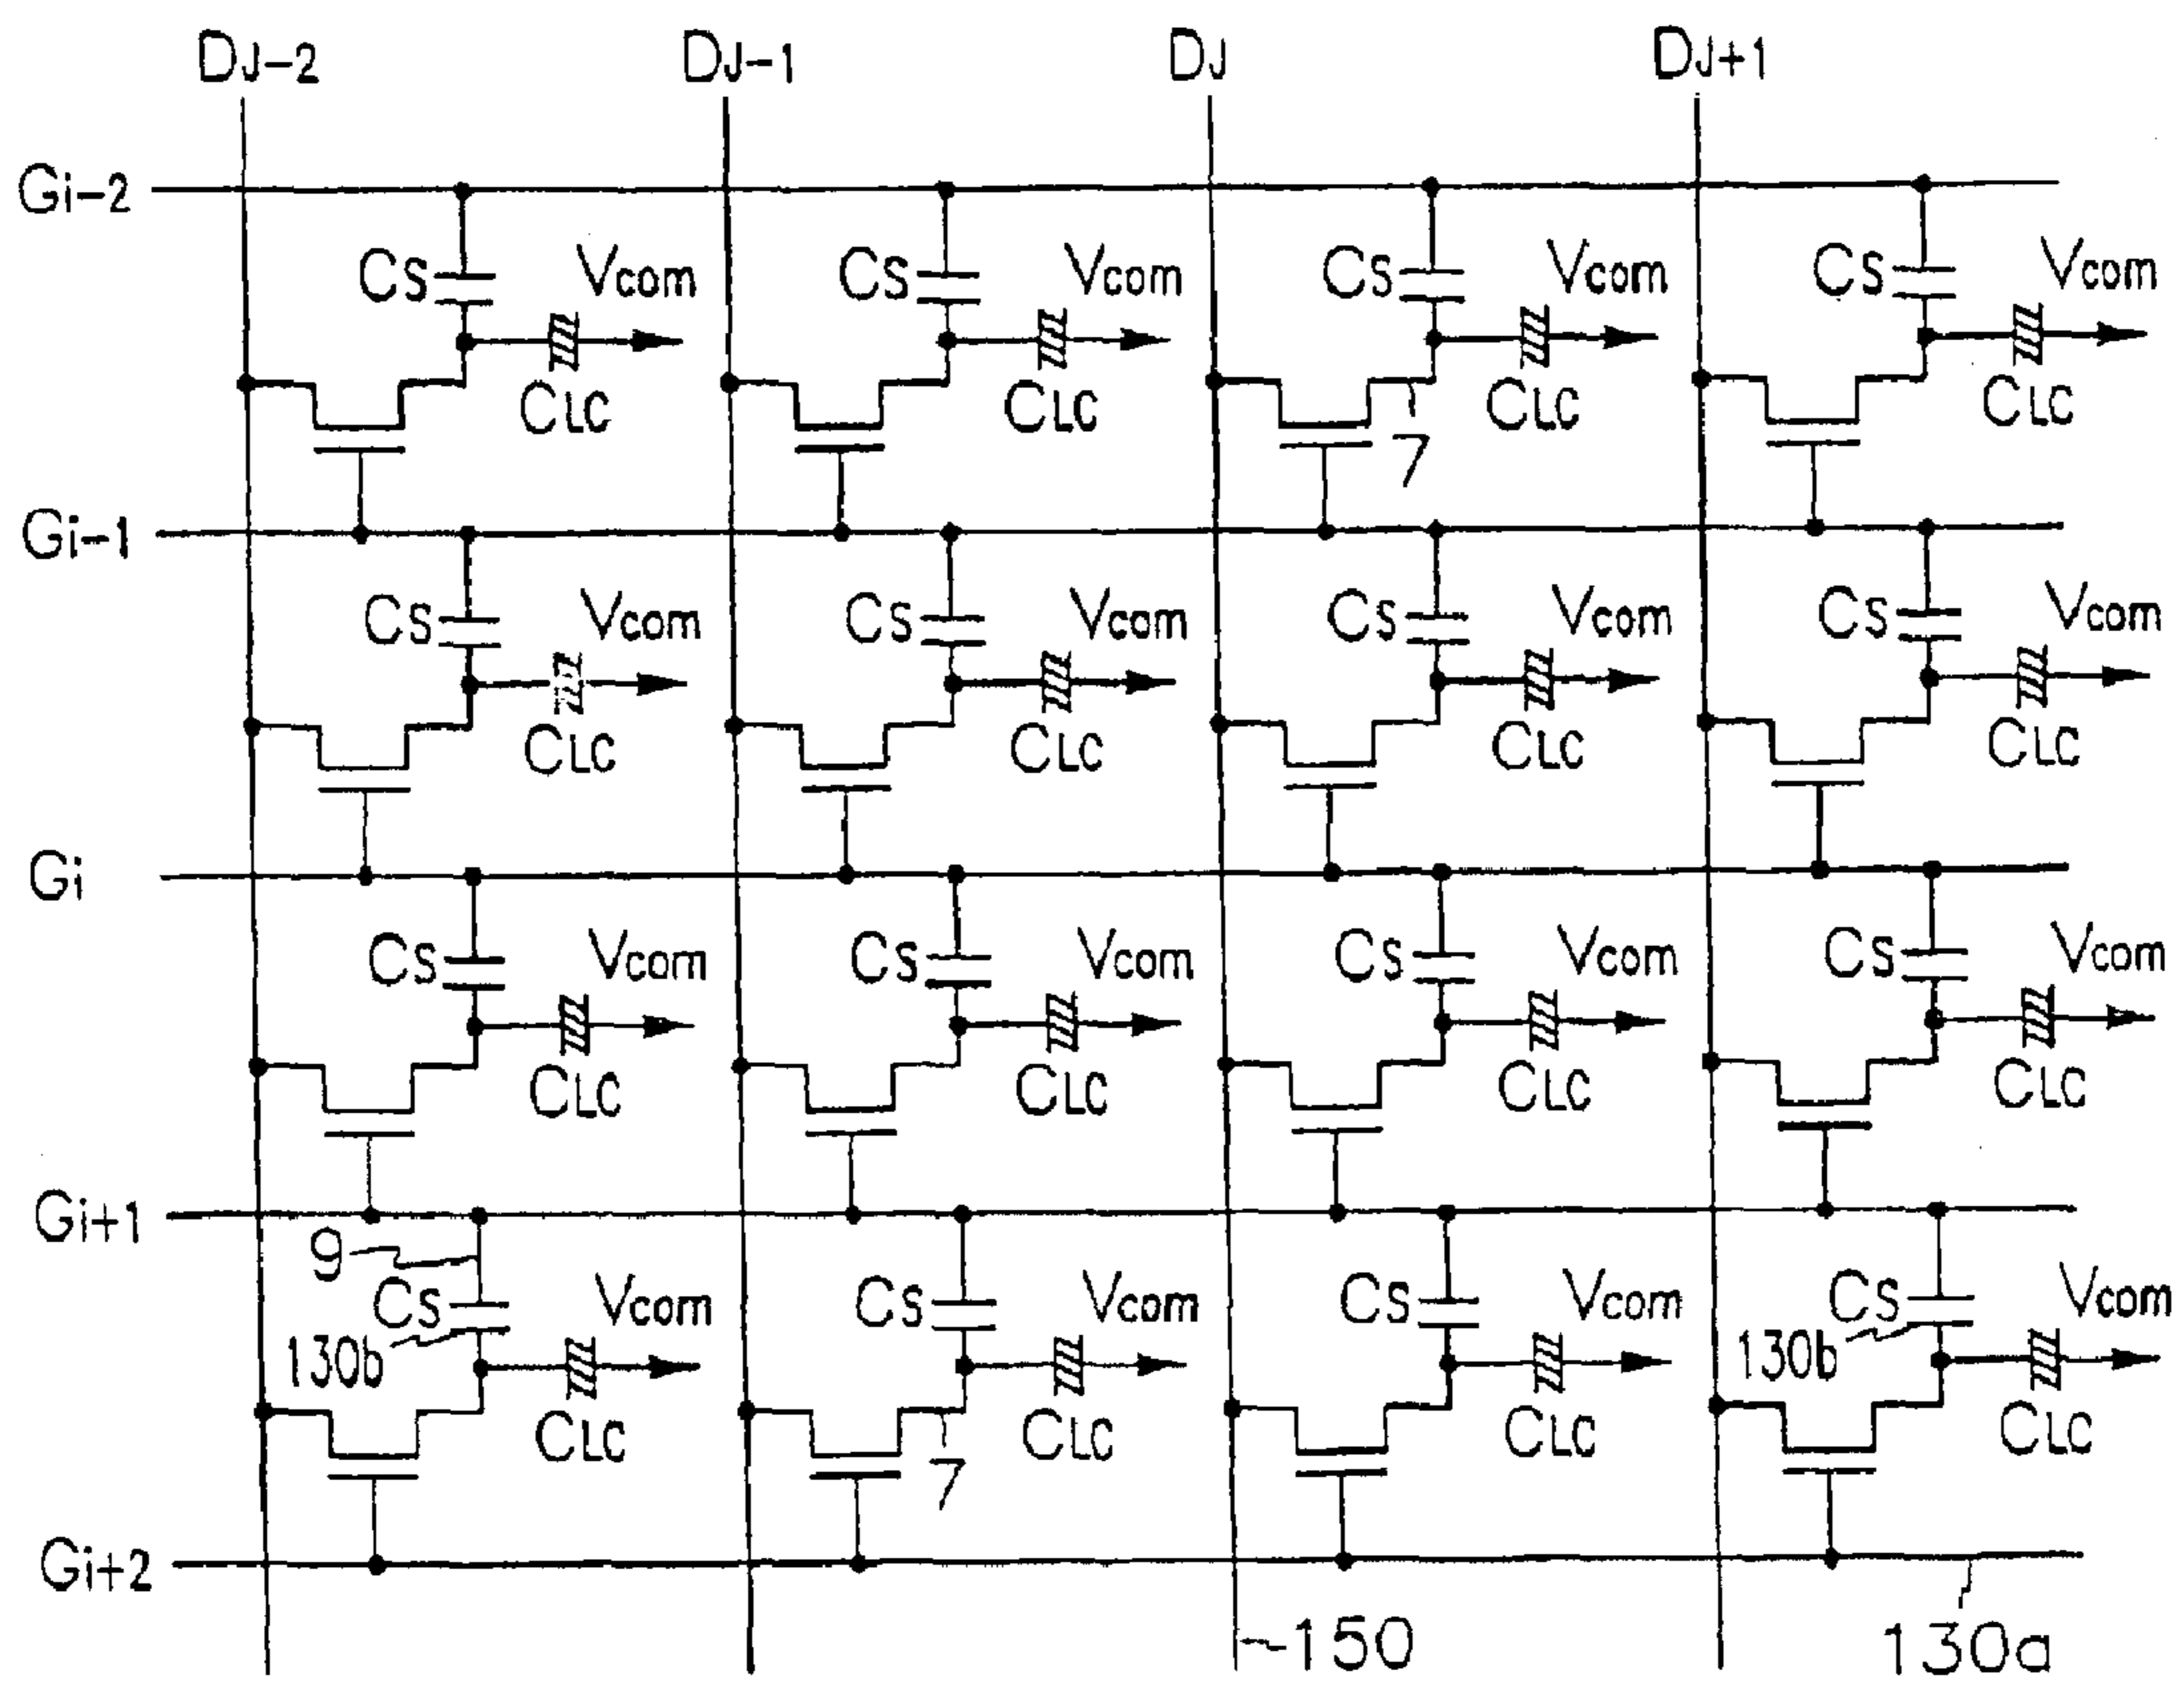 DJ-2 DJ-1 DJ DJ+1
Gi-2
Cs Vcom Cs Vcom Cs Vcom Cs Vcom
CLC CLC CLC CLC
7
Gi-1
Cs Vcom Cs Vcom Cs Vcom Cs Vcom
CLC CLC CLC CLC
Gi
Cs Vcom Cs Vcom Cs Vcom Cs Vcom
CLC CLC CLC CLC
Gi+1
9
Cs Vcom Cs Vcom Cs Vcom Cs Vcom
130b 130b
CLC CLC CLC CLC
7
Gi+2
150 130a